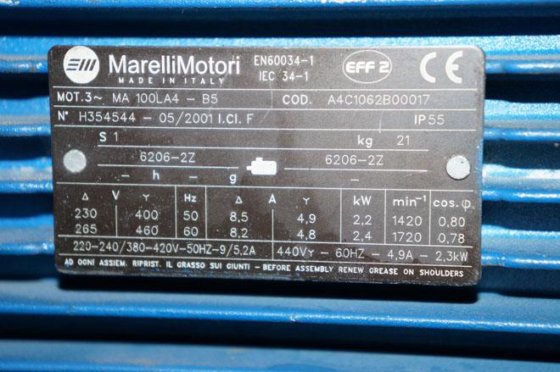 MarelliMotori
MADE IN ITALY
EN60034-1
IEC 34-1
EFF 2
CE
MOT.3~ MA 100LA4 - B5 COD. A4C1062B00017
N° H354544 - 05/2001 I.CI. F IP55
S 1 kg 21
6206-2Z 6206-2Z
- h - g -
Δ V Y Hz Δ A Y kW min⁻¹ cos.φ.
230 400 50 8,5 4,9 2,2 1420 0,80
265 460 60 8,2 4,8 2,4 1720 0,78
220-240/380-420V-50HZ-9/5,2A 440VY-60HZ-4,9A-2,3kW
AD OGNI ASSIEM. RIPRIST. IL GRASSO SUI GIUNTI - BEFORE ASSEMBLY RENEW GREASE ON SHOULDERS